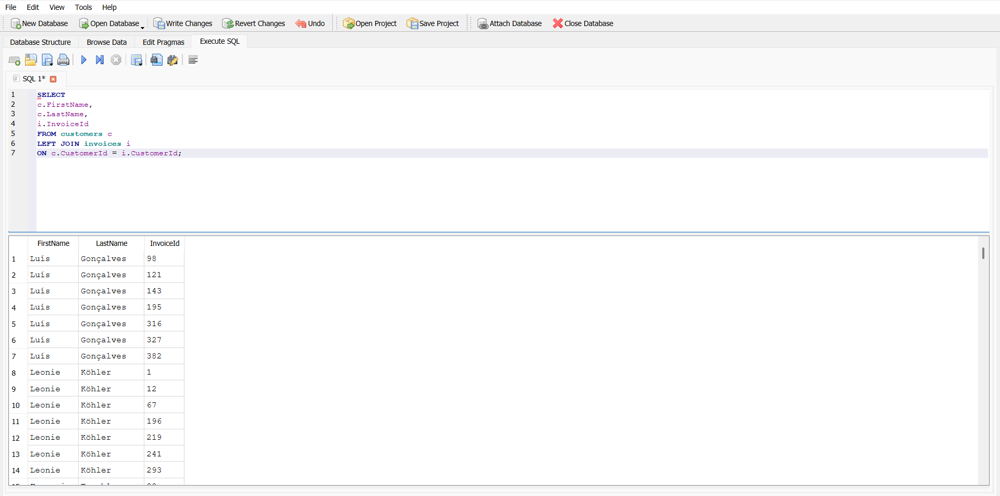 File Edit View Tools Help
New Database Open Database Write Changes Revert Changes Undo Open Project Save Project Attach Database Close Database
Database Structure Browse Data Edit Pragmas Execute SQL
SQL 1*
1 SELECT
2 c.FirstName,
3 c.LastName,
4 i.InvoiceId
5 FROM customers c
6 LEFT JOIN invoices i
7 ON c.CustomerId = i.CustomerId;
FirstName LastName InvoiceId
1 Luís Gonçalves 98
2 Luís Gonçalves 121
3 Luís Gonçalves 143
4 Luís Gonçalves 195
5 Luís Gonçalves 316
6 Luís Gonçalves 327
7 Luís Gonçalves 382
8 Leonie Köhler 1
9 Leonie Köhler 12
10 Leonie Köhler 67
11 Leonie Köhler 196
12 Leonie Köhler 219
13 Leonie Köhler 241
14 Leonie Köhler 293